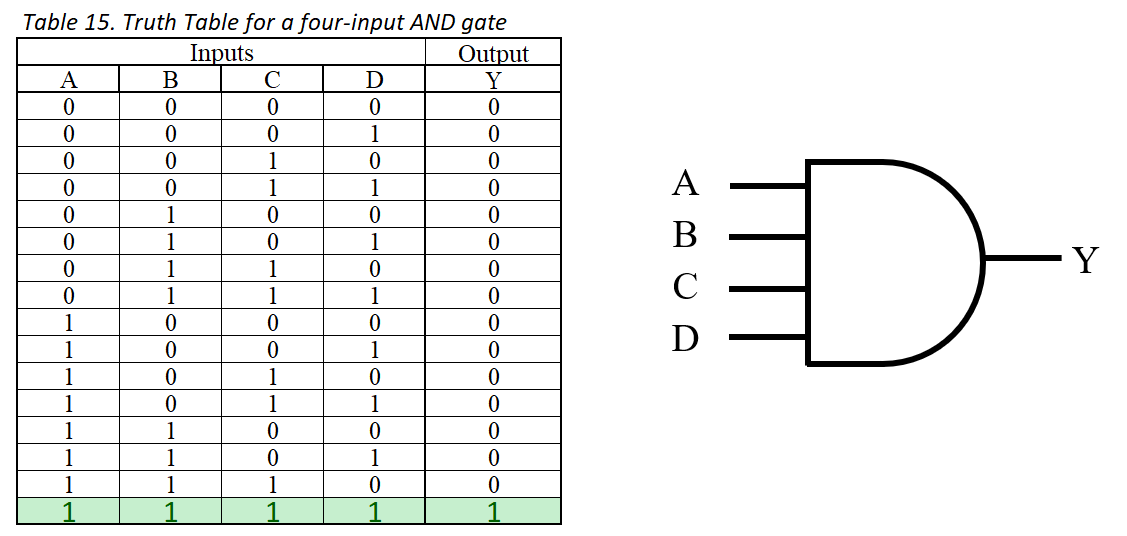 Table 15. Truth Table for a four-input AND gate
Inputs Output
A B C D Y
0 0 0 0 0
0 0 0 1 0
0 0 1 0 0
0 0 1 1 0
0 1 0 0 0
0 1 0 1 0
0 1 1 0 0
0 1 1 1 0
1 0 0 0 0
1 0 0 1 0
1 0 1 0 0
1 0 1 1 0
1 1 0 0 0
1 1 0 1 0
1 1 1 0 0
1 1 1 1 1
A
B
C
D
Y